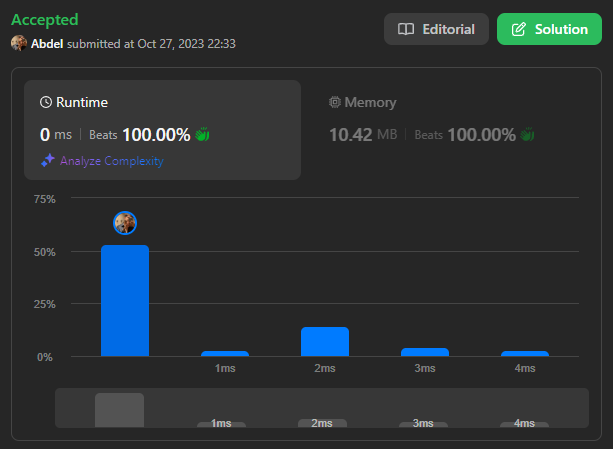 Accepted
Abdel submitted at Oct 27, 2023 22:33
Editorial
Solution
Runtime
0 ms Beats 100.00%
Analyze Complexity
Memory
10.42 MB Beats 100.00%
75%
50%
25%
0%
1ms 2ms 3ms 4ms
1ms 2ms 3ms 4ms